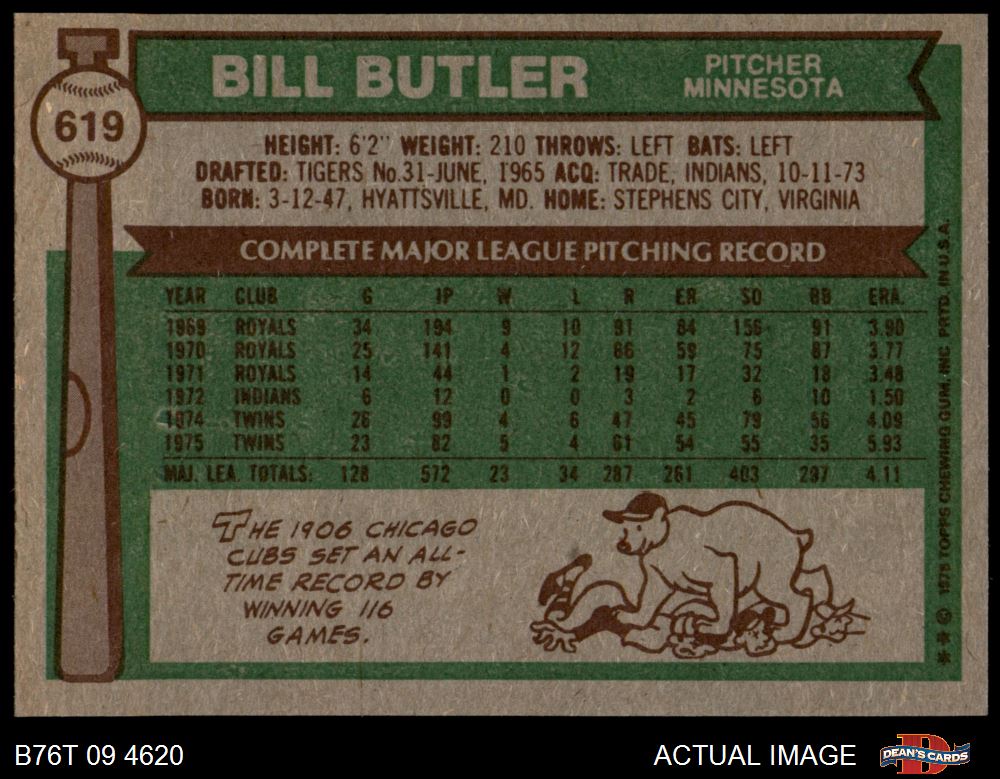 619
BILL BUTLER
PITCHER
MINNESOTA
HEIGHT: 6'2" WEIGHT: 210 THROWS: LEFT BATS: LEFT
DRAFTED: TIGERS No.31-JUNE, 1965 ACQ: TRADE, INDIANS, 10-11-73
BORN: 3-12-47, HYATTSVILLE, MD. HOME: STEPHENS CITY, VIRGINIA
COMPLETE MAJOR LEAGUE PITCHING RECORD
YEAR CLUB G IP W L R ER SO BB ERA.
1969 ROYALS 34 194 9 10 91 84 156 91 3.90
1970 ROYALS 25 141 4 12 66 59 75 87 3.77
1971 ROYALS 14 44 1 2 19 17 32 18 3.48
1972 INDIANS 6 12 0 0 3 2 6 10 1.50
1974 TWINS 26 99 4 6 47 45 79 56 4.09
1975 TWINS 23 82 5 4 61 54 55 35 5.93
MAJ. LEA. TOTALS: 128 572 23 34 287 261 403 297 4.11
THE 1906 CHICAGO
CUBS SET AN ALL-
TIME RECORD BY
WINNING 116
GAMES.
** © 1976 TOPPS CHEWING GUM, INC. PRTD. IN U.S.A.
B76T 09 4620
ACTUAL IMAGE
DEAN'S CARDS